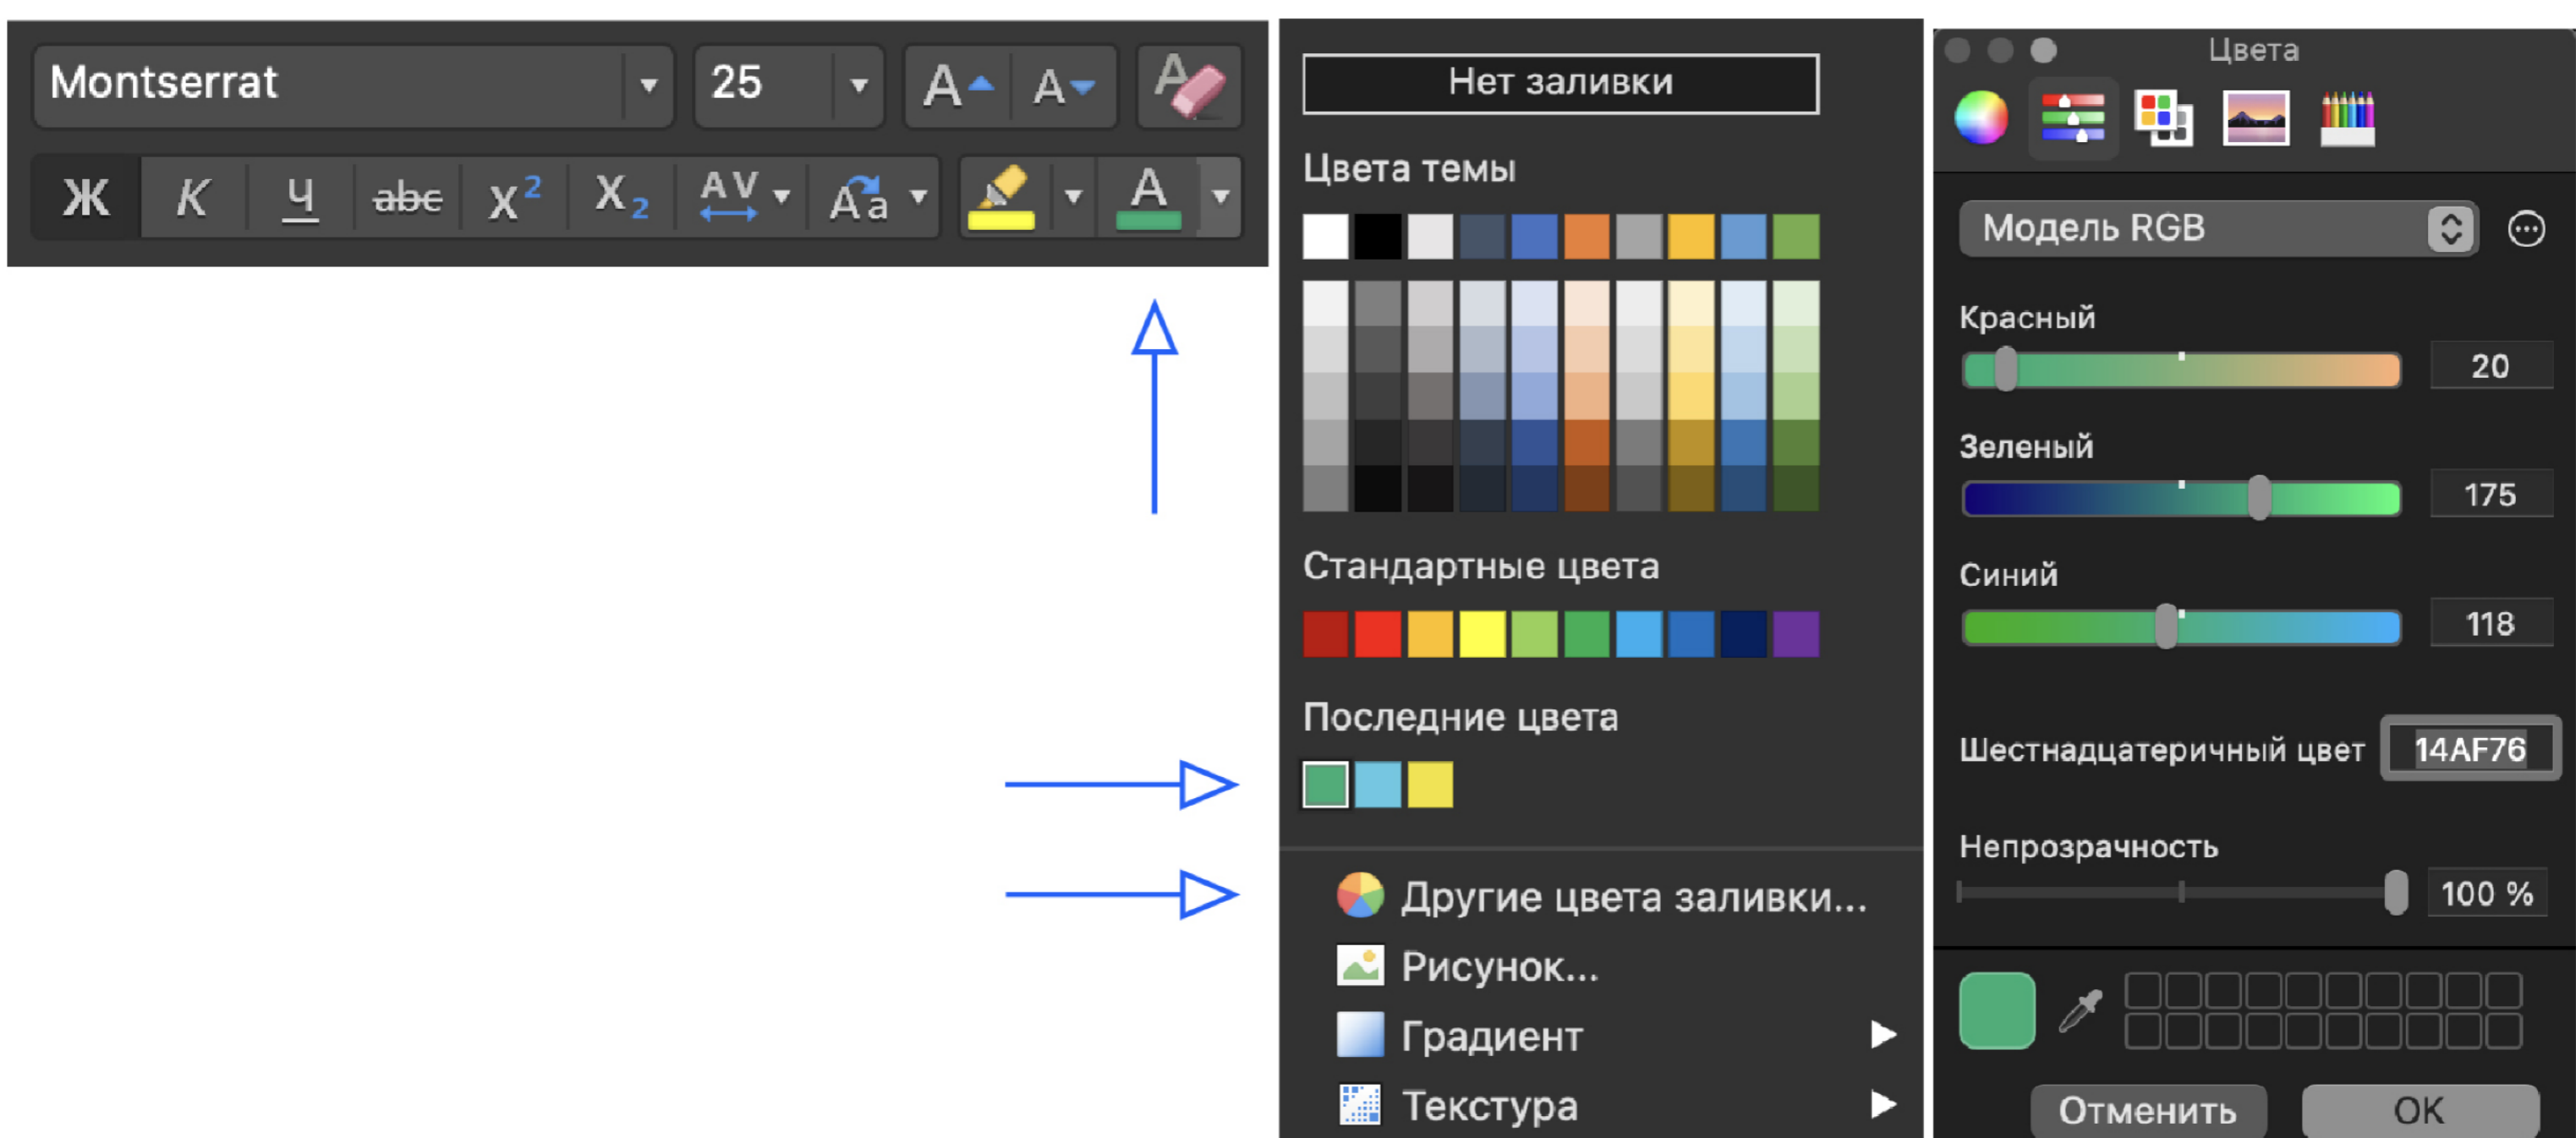 Montserrat
25
A A A
Ж К Ч abc X² X₂ AV Aa A
Нет заливки
Цвета темы
Стандартные цвета
Последние цвета
Другие цвета заливки...
Рисунок...
Градиент
Текстура
Цвета
Модель RGB
Красный
20
Зеленый
175
Синий
118
Шестнадцатеричный цвет 14AF76
Непрозрачность
100 %
Отменить
OK